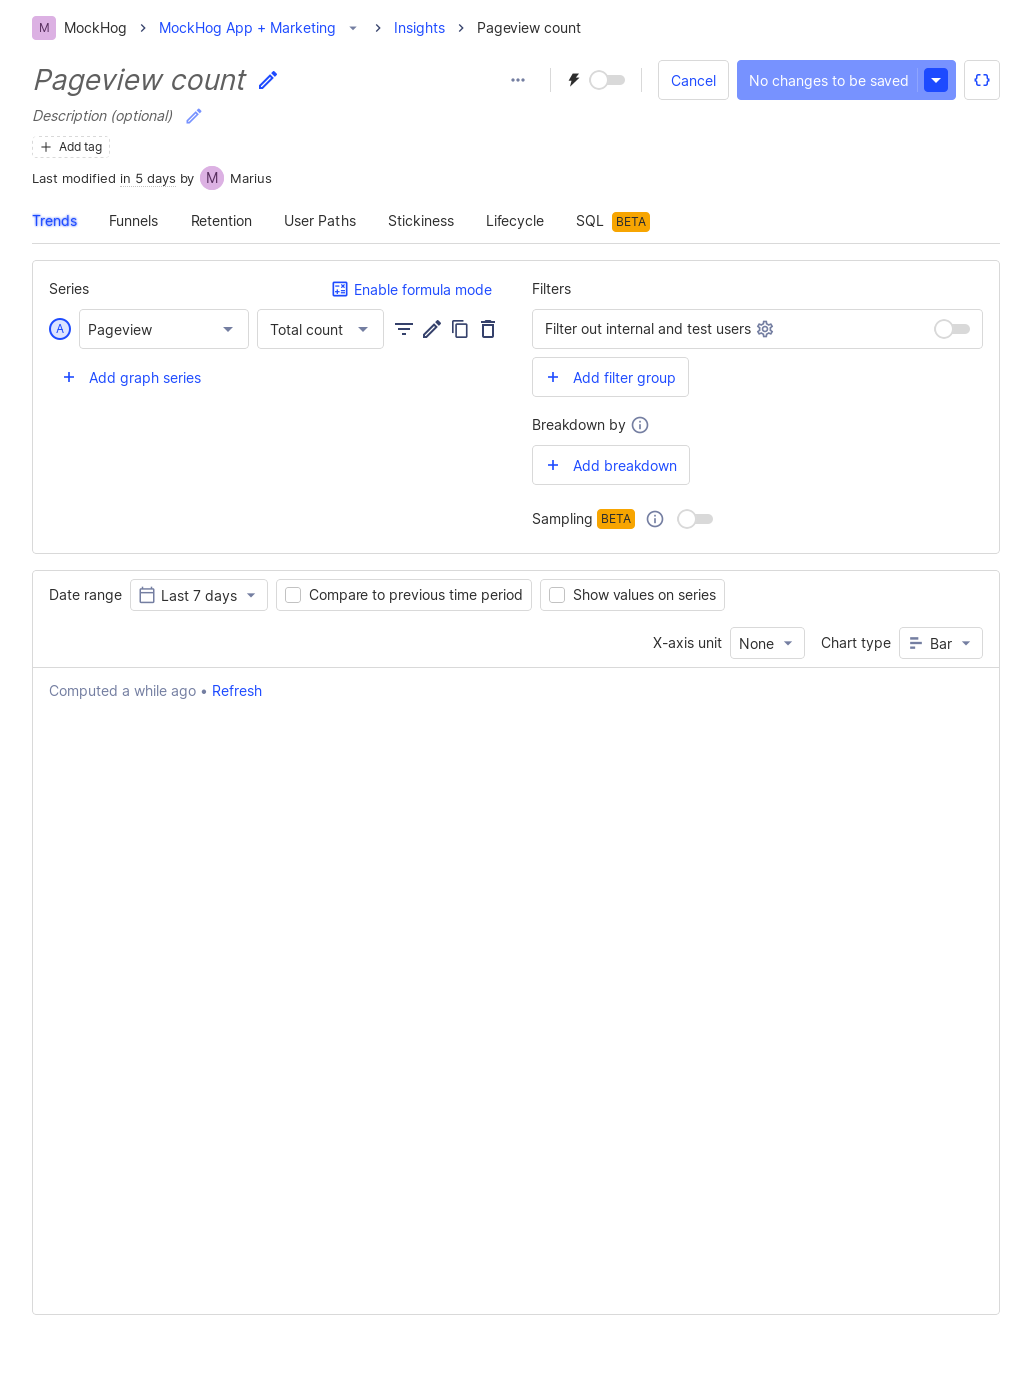 M MockHog MockHog App + Marketing Insights Pageview count
Pageview count
Cancel No changes to be saved
Description (optional)
Add tag
Last modified in 5 days by M Marius
Trends Funnels Retention User Paths Stickiness Lifecycle SQL BETA
Series Enable formula mode
A Pageview Total count
Add graph series
Filters
Filter out internal and test users
Add filter group
Breakdown by
Add breakdown
Sampling BETA
Date range Last 7 days Compare to previous time period Show values on series
X-axis unit None Chart type Bar
Computed a while ago • Refresh